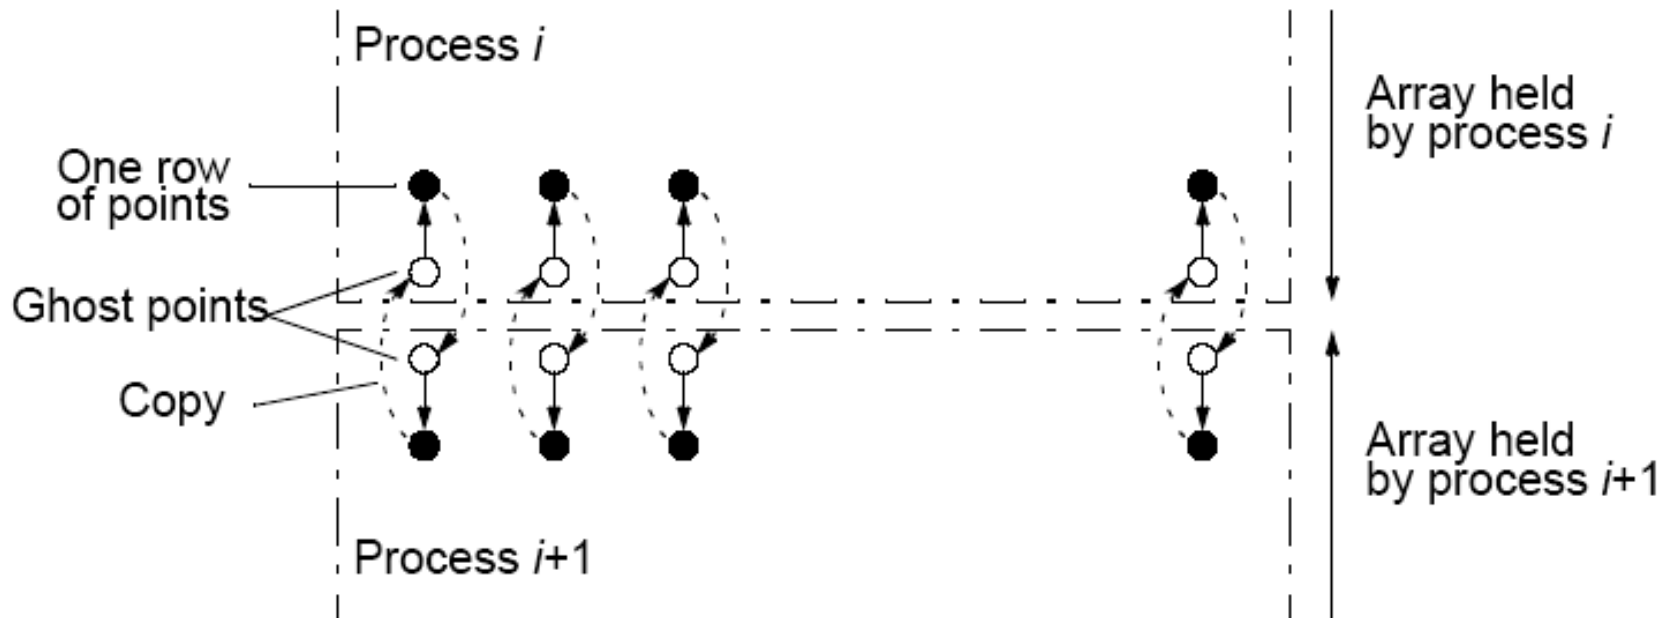 Process i
Array held
by process i
One row
of points
Ghost points
Copy
Array held
by process i+1
Process i+1